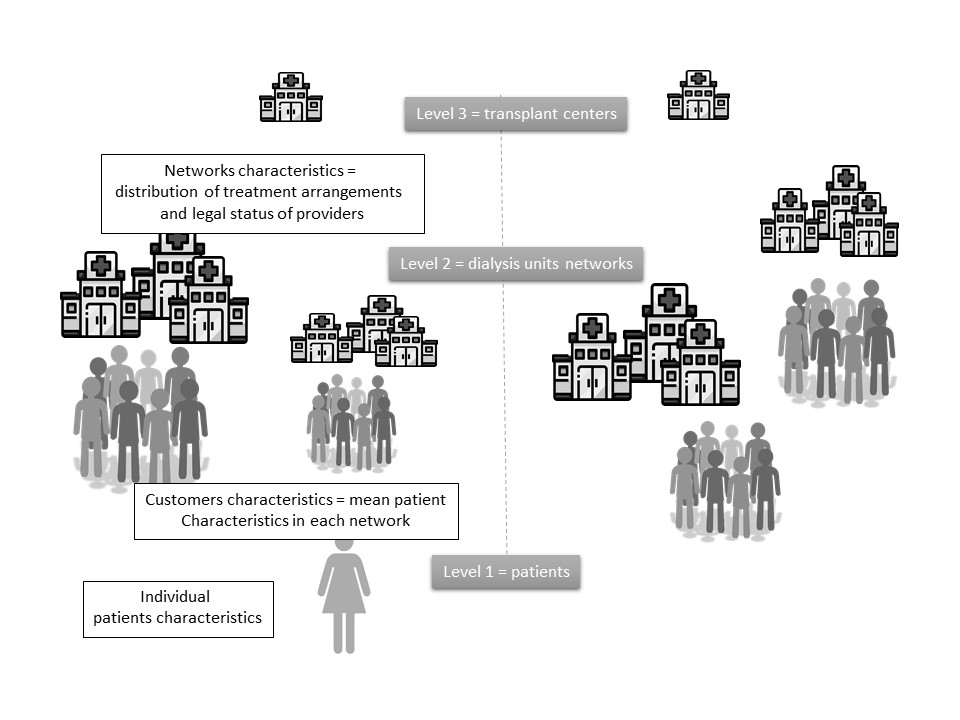 Level 3 = transplant centers
Networks characteristics =
distribution of treatment arrangements
and legal status of providers
Level 2 = dialysis units networks
Customers characteristics = mean patient
Characteristics in each network
Level 1 = patients
Individual
patients characteristics